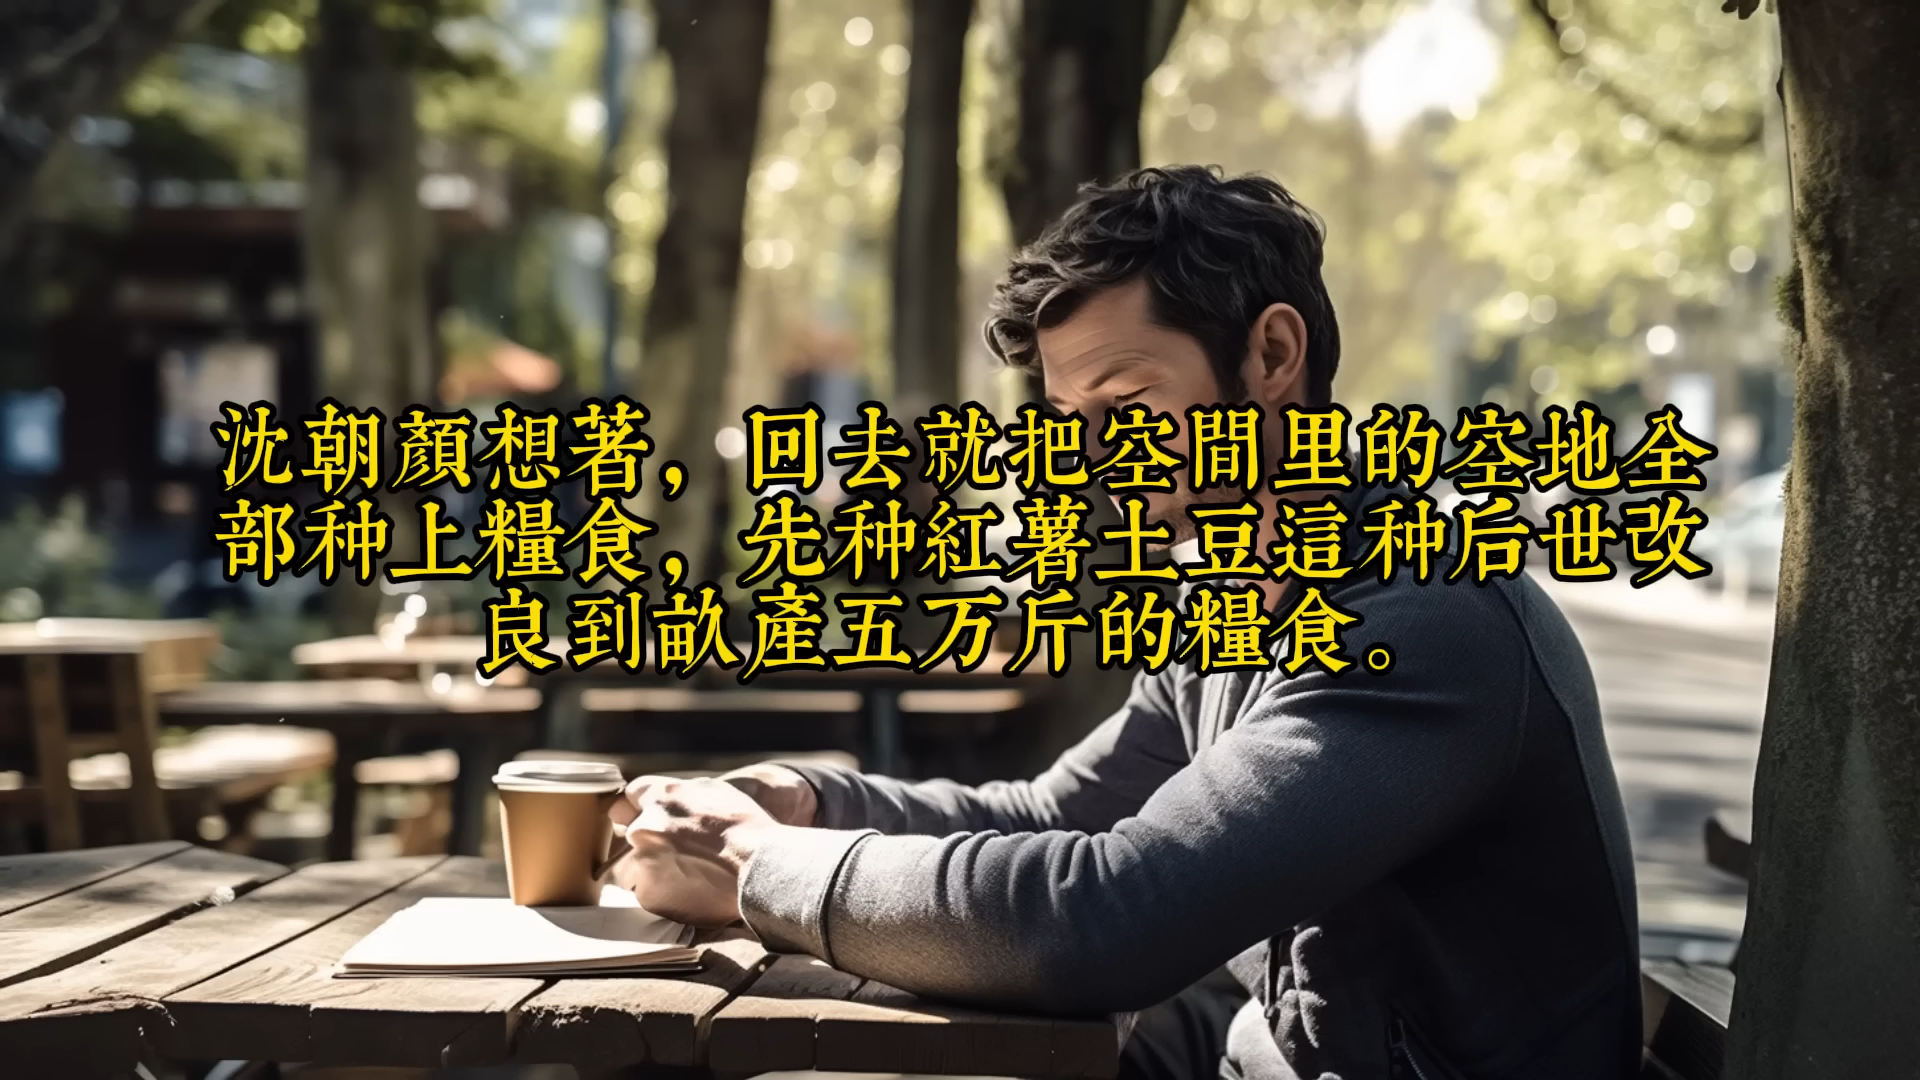 沈朝顏想著，回去就把空間里的空地全
部种上糧食，先种紅薯土豆這种后世改
良到畝產五万斤的糧食。